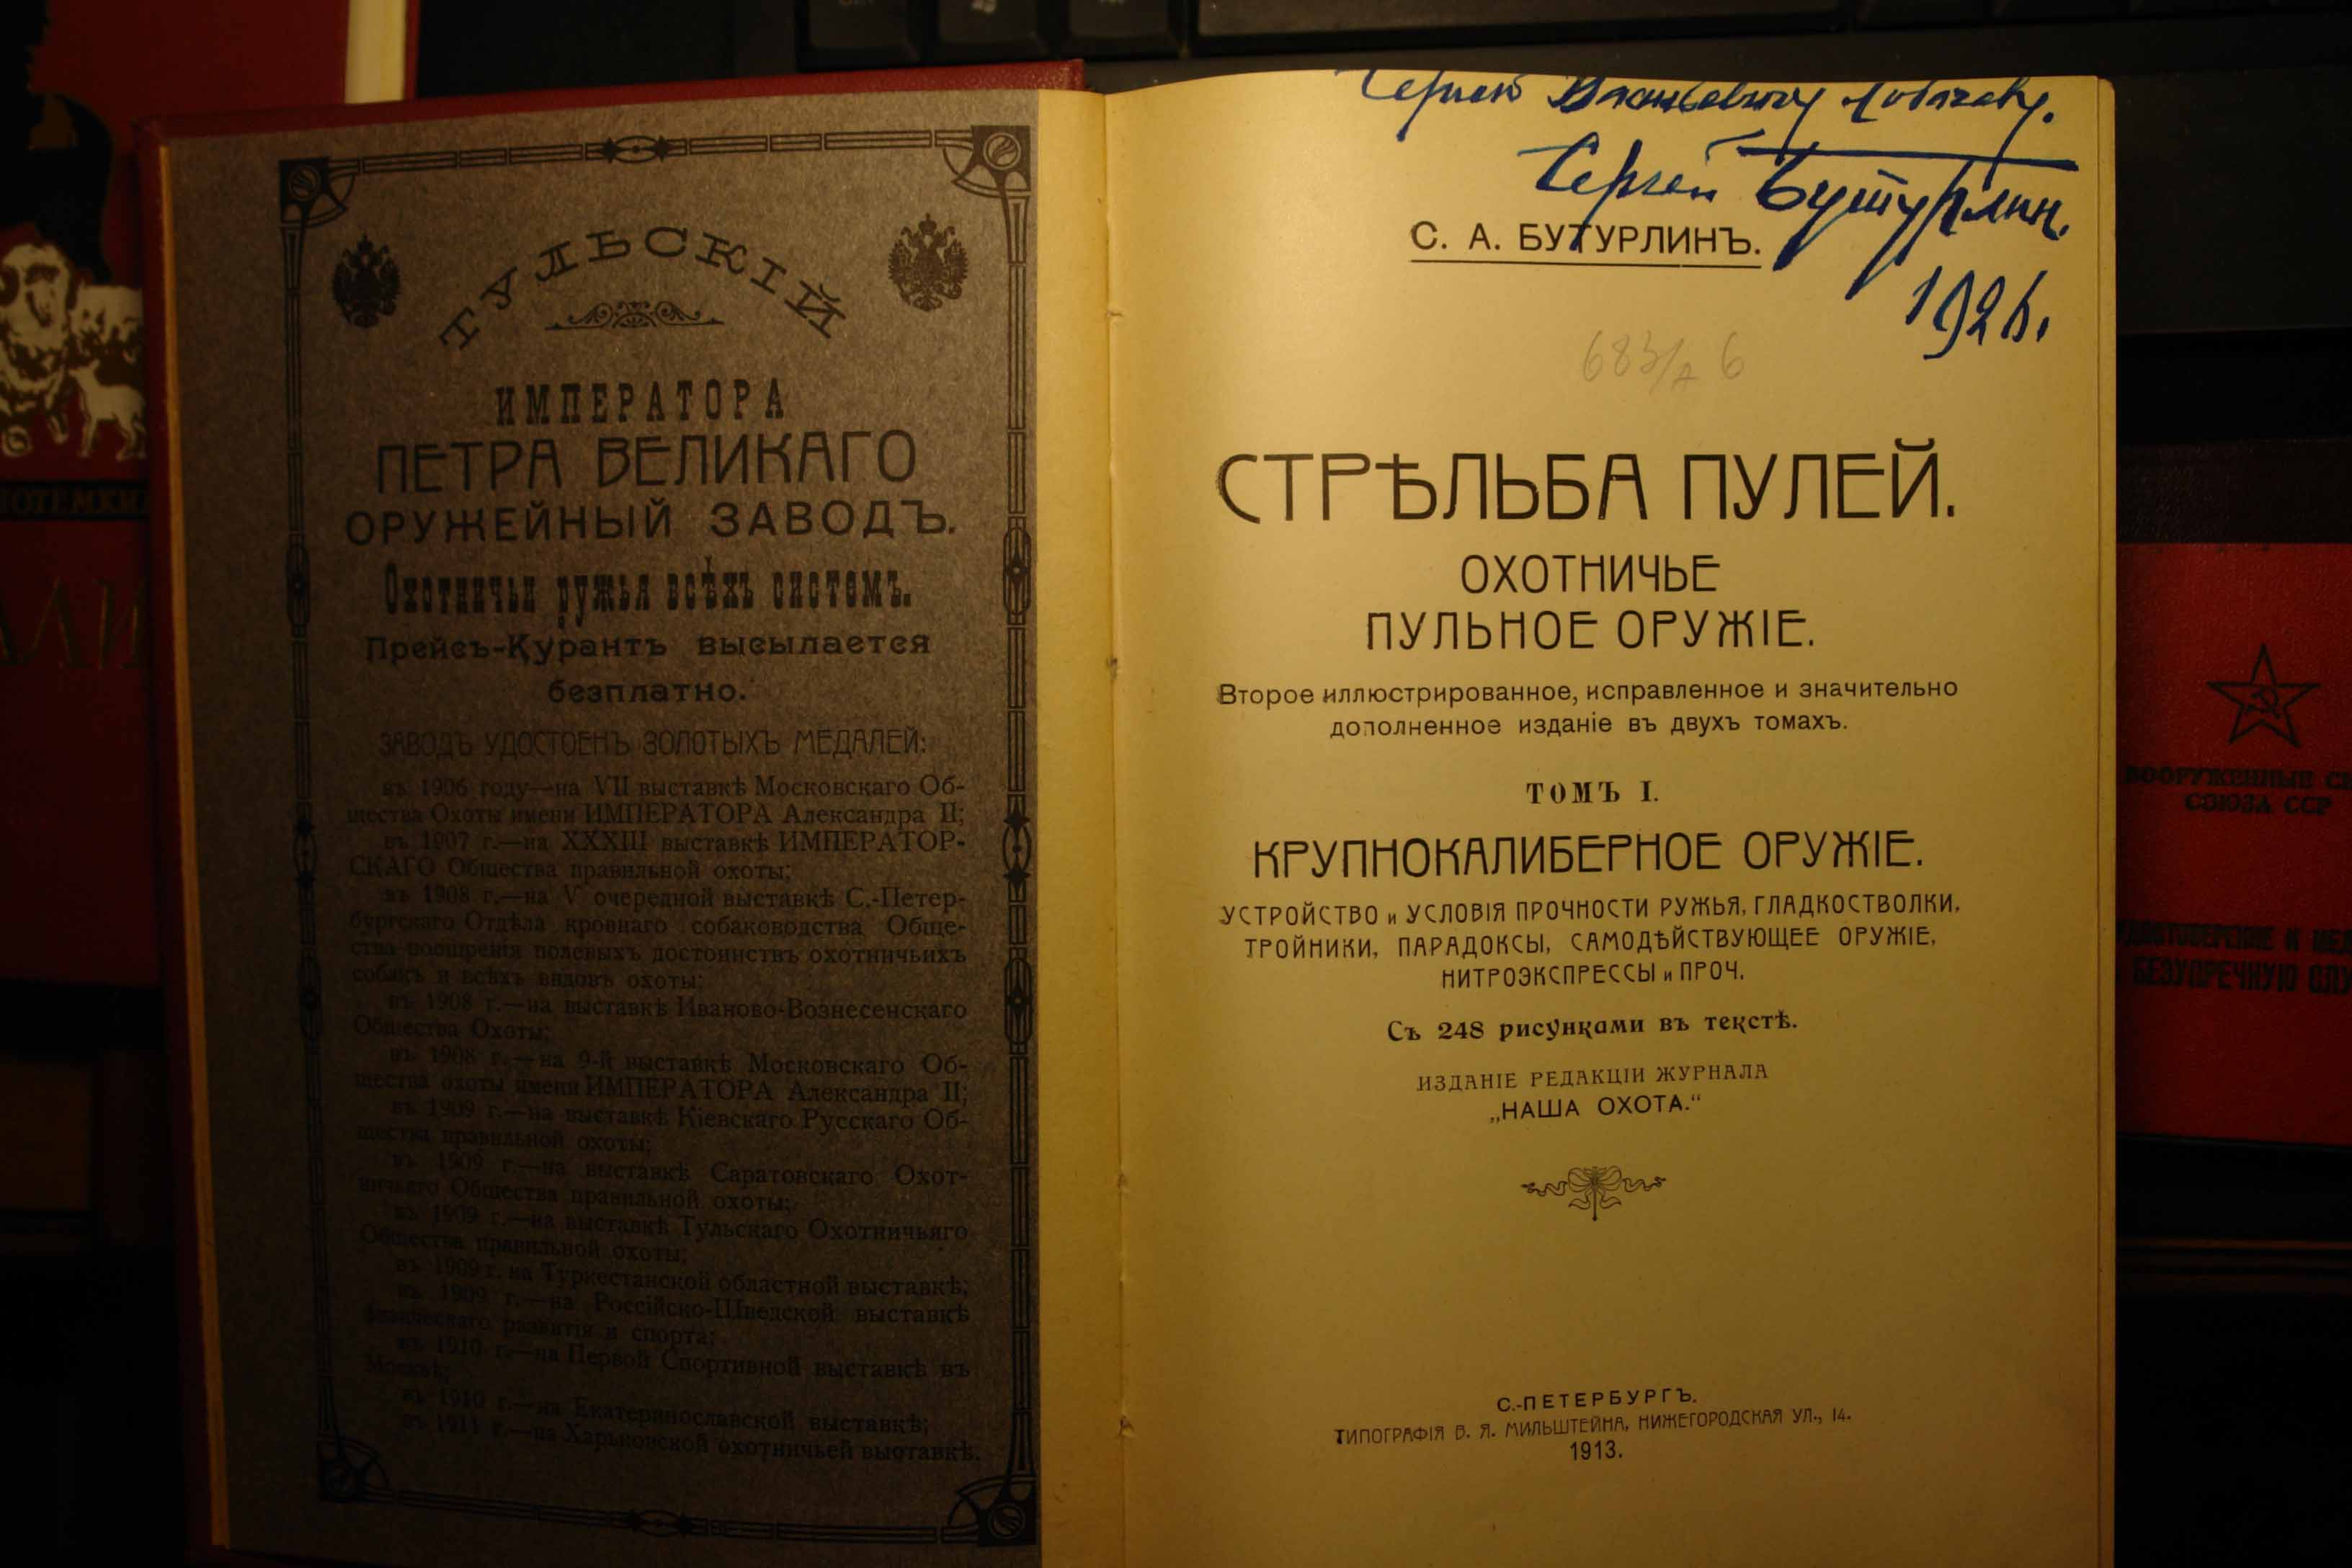 ТУЛЬСКІЙ
ИМПЕРАТОРА
ПЕТРА ВЕЛИКАГО
ОРУЖЕЙНЫЙ ЗАВОДЪ.
Охотничьи ружья всѣхъ системъ.
Прейсъ-Курантъ высылается
безплатно.
ЗАВОДЪ УДОСТОЕНЪ ЗОЛОТЫХЪ МЕДАЛЕЙ:
въ 1906 году—на VII выставкѣ Московскаго Об-
щества Охоты имени ИМПЕРАТОРА Александра II;
въ 1907 г.—на XXXIII выставкѣ ИМПЕРАТОР-
СКАГО Общества правильной охоты;
въ 1908 г.—на V очередной выставкѣ С.-Петер-
бургскаго Отдѣла кровнаго собаководства Обще-
ства поощренія полевыхъ достоинствъ охотничьихъ
собакъ и всѣхъ видовъ охоты;
въ 1908 г.—на выставкѣ Иваново-Вознесенскаго
Общества Охоты;
въ 1908 г.—на 9-й выставкѣ Московскаго Об-
щества охоты имени ИМПЕРАТОРА Александра II;
въ 1909 г.—на выставкѣ Кіевскаго Русскаго Об-
щества правильной охоты;
въ 1909 г.—на выставкѣ Саратовскаго Охот-
ничьяго Общества правильной охоты;
въ 1909 г.—на выставкѣ Тульскаго Охотничьяго
Общества правильной охоты;
въ 1909 г. на Туркестанской областной выставкѣ;
въ 1909 г.—на Россійско-Шведской выставкѣ
физическаго развитія и спорта;
въ 1910 г.—на Первой Спортивной выставкѣ въ
Москвѣ;
въ 1910 г.—на Екатеринославской выставкѣ;
въ 1911 г.—на Харьковской охотничьей выставкѣ.
Сергею Васильевичу
Сергей Бутурлин.
С. А. БУТУРЛИНЪ.
СТРѢЛЬБА ПУЛЕЙ.
ОХОТНИЧЬЕ
ПУЛЬНОЕ ОРУЖІЕ.
Второе иллюстрированное, исправленное и значительно
дополненное изданіе въ двухъ томахъ.
ТОМЪ I.
КРУПНОКАЛИБЕРНОЕ ОРУЖІЕ.
УСТРОЙСТВО и УСЛОВІЯ ПРОЧНОСТИ РУЖЬЯ, ГЛАДКОСТВОЛКИ,
ТРОЙНИКИ, ПАРАДОКСЫ, САМОДѢЙСТВУЮЩЕЕ ОРУЖІЕ,
НИТРОЭКСПРЕССЫ и ПРОЧ.
Съ 248 рисунками въ текстѣ.
ИЗДАНІЕ РЕДАКЦІИ ЖУРНАЛА
„НАША ОХОТА.“
С.-ПЕТЕРБУРГЪ.
ТИПОГРАФІЯ В. Я. МИЛЬШТЕЙНА, НИЖЕГОРОДСКАЯ УЛ., 14.
1913.
ВООРУЖЕННЫЕ
СОЮЗА ССР
УДОСТОВЕРЕНИЕ К
БЕЗУПРЕЧНУЮ